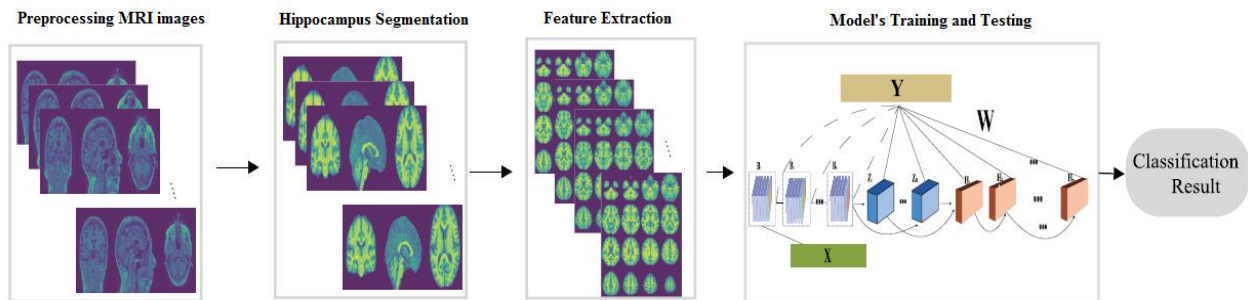 Preprocessing MRI images
Hippocampus Segmentation
Feature Extraction
Model's Training and Testing
Y
W
X
Classification
Result